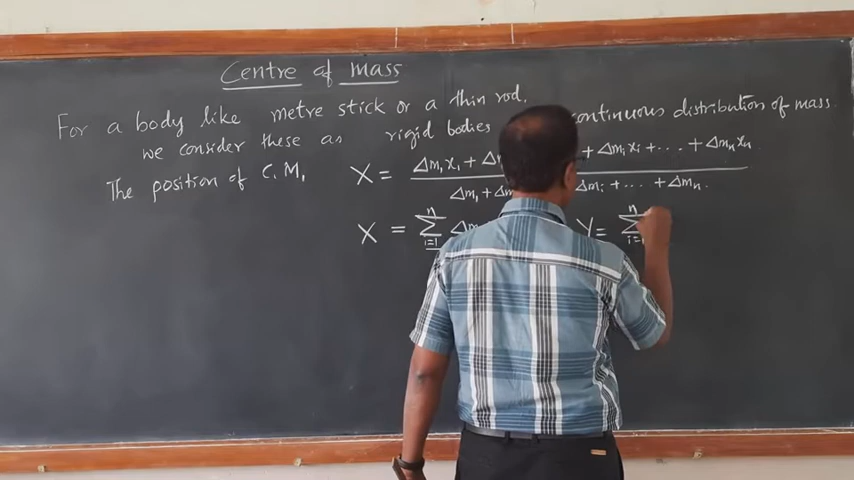 Centre of Mass
For a body like metre stick or a thin rod. continuous distribution of mass.
we consider these as rigid bodies
The position of C.M, X = Δm₁x₁ + Δ + Δmᵢxᵢ + ... + Δmₙxₙ.
Δm₁ + Δm Δmᵢ + ... + Δmₙ.
X = Σ i=1 n Δm Y = Σ i= n